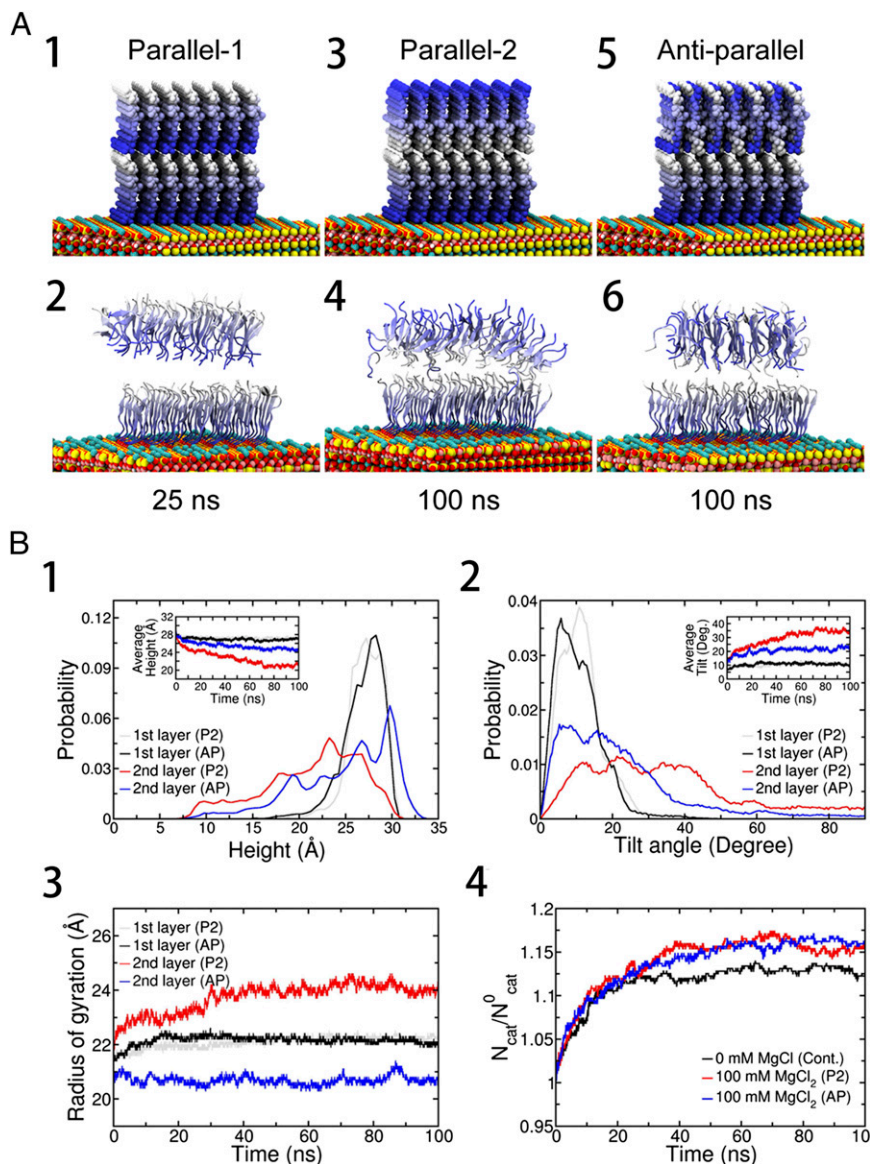 A
1 Parallel-1
3 Parallel-2
5 Anti-parallel
2
4
6
25 ns
100 ns
100 ns
B
1
Probability
0.12
0.09
0.06
0.03
0
0 5 10 15 20 25 30 35
Height (Å)
Average
Height (Å)
28
24
20
16
0 20 40 60 80 100
Time (ns)
1st layer (P2)
1st layer (AP)
2nd layer (P2)
2nd layer (AP)
2
Probability
0.04
0.03
0.02
0.01
0
0 20 40 60 80
Tilt angle (Degree)
Average
Tilt (Deg.)
40
30
20
10
0
0 20 40 60 80 100
Time (ns)
1st layer (P2)
1st layer (AP)
2nd layer (P2)
2nd layer (AP)
3
Radius of gyration (Å)
26
24
22
20
0 20 40 60 80 100
Time (ns)
1st layer (P2)
1st layer (AP)
2nd layer (P2)
2nd layer (AP)
4
N_cat/N^0_cat
1.2
1.15
1.1
1.05
1
0.95
0 20 40 60 80 100
Time (ns)
0 mM MgCl (Cont.)
100 mM MgCl₂ (P2)
100 mM MgCl₂ (AP)